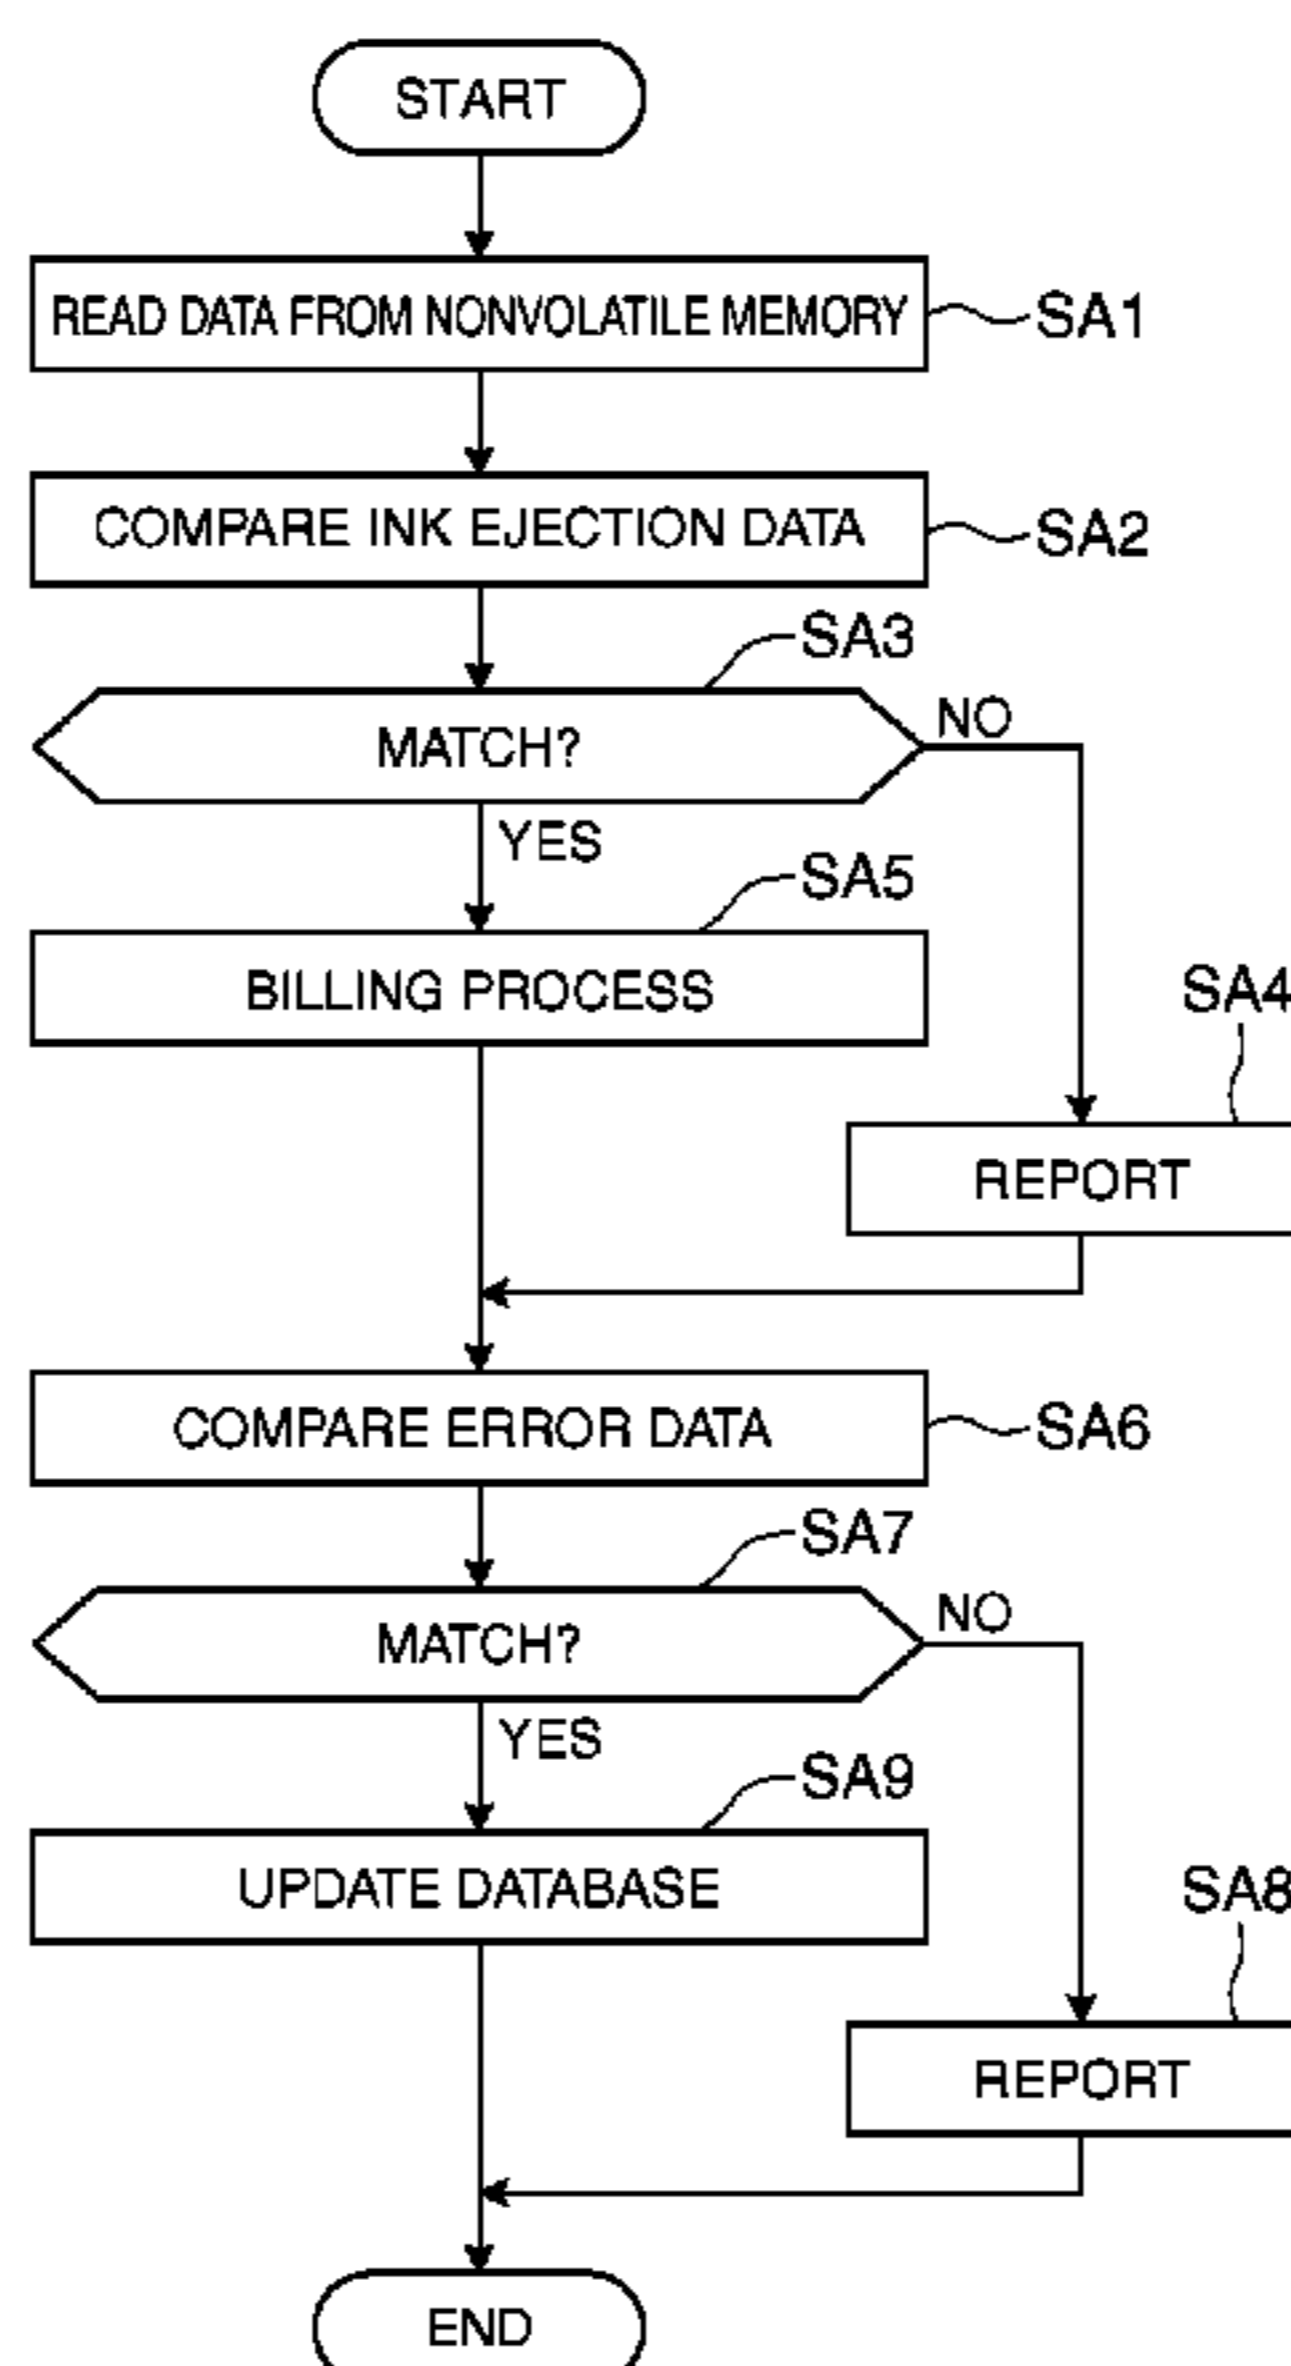 START
READ DATA FROM NONVOLATILE MEMORY
SA1
COMPARE INK EJECTION DATA
SA2
SA3
MATCH?
NO
YES
SA5
BILLING PROCESS
SA4
REPORT
COMPARE ERROR DATA
SA6
SA7
MATCH?
NO
YES
SA9
UPDATE DATABASE
SA8
REPORT
END